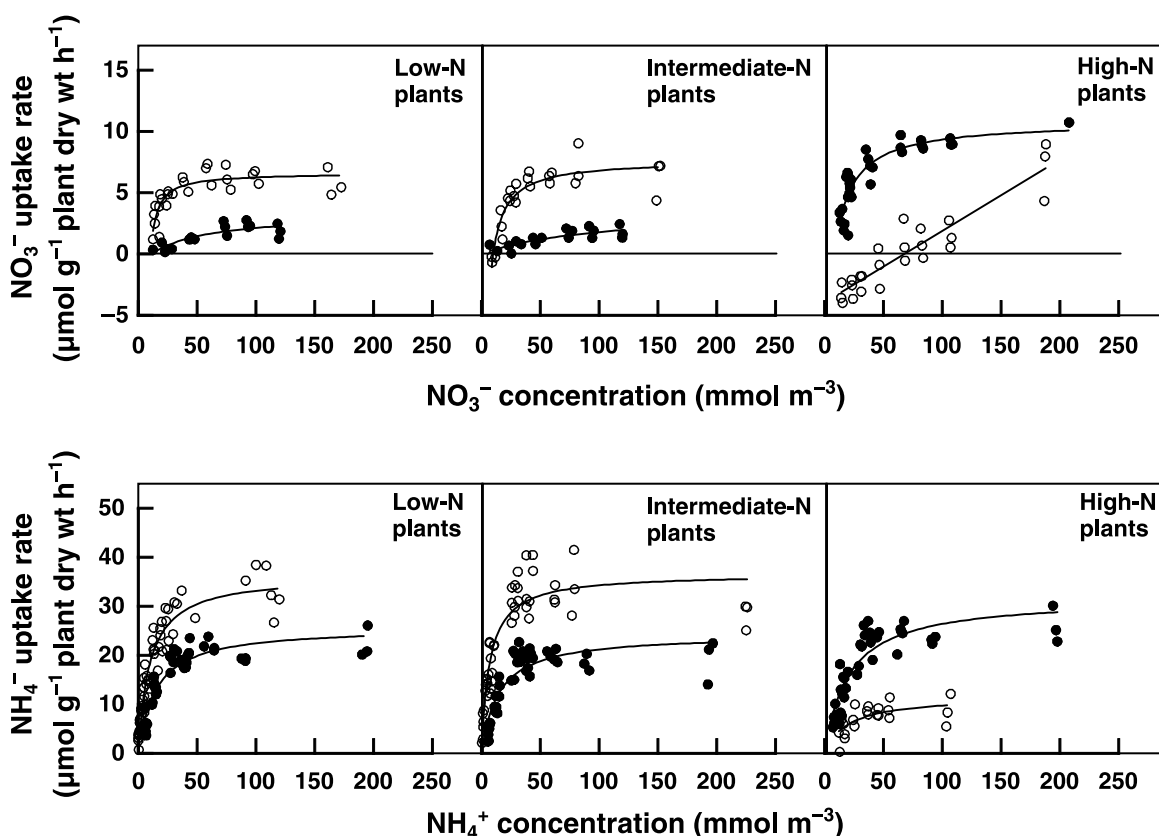 NO₃⁻ uptake rate
(μmol g⁻¹ plant dry wt h⁻¹)
15
10
5
0
−5
Low-N
plants
Intermediate-N
plants
High-N
plants
0 50 100 150 200 250
0 50 100 150 200 250
0 50 100 150 200 250
NO₃⁻ concentration (mmol m⁻³)
NH₄⁻ uptake rate
(μmol g⁻¹ plant dry wt h⁻¹)
50
40
30
20
10
0
Low-N
plants
Intermediate-N
plants
High-N
plants
0 50 100 150 200 250
0 50 100 150 200 250
0 50 100 150 200 250
NH₄⁺ concentration (mmol m⁻³)